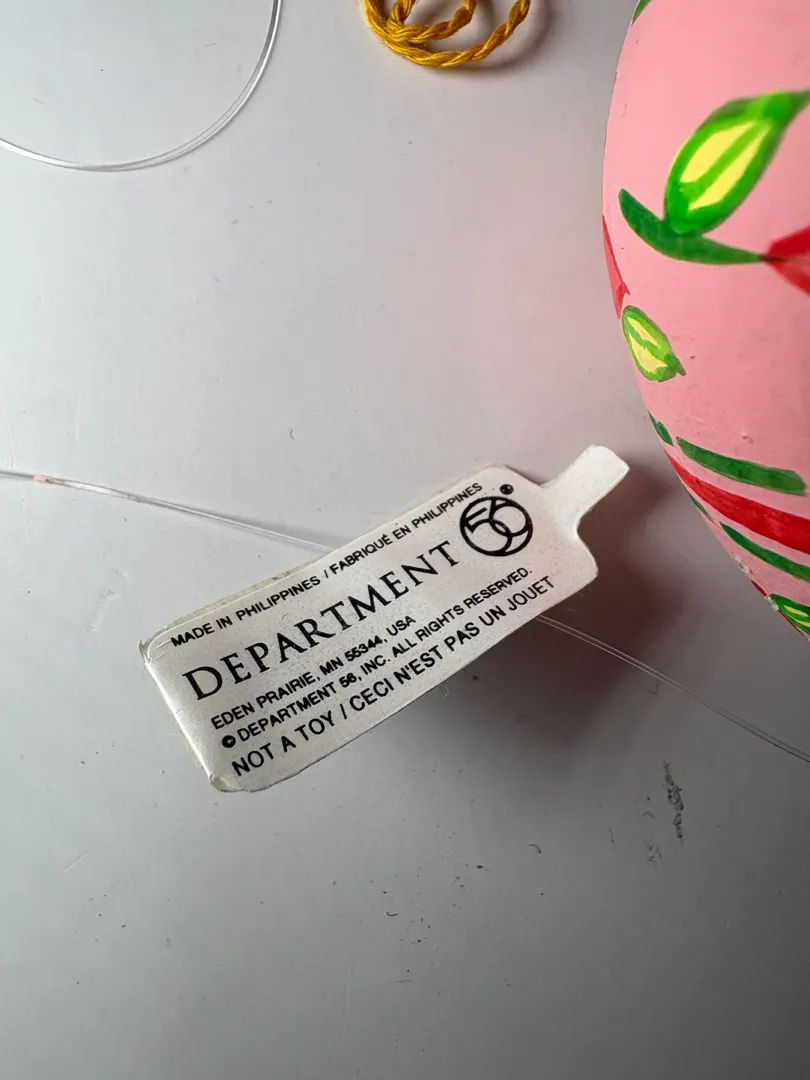 MADE IN PHILIPPINES / FABRIQUÉ EN PHILIPPINES
DEPARTMENT 56
EDEN PRAIRIE, MN 55344, USA
© DEPARTMENT 56, INC. ALL RIGHTS RESERVED.
NOT A TOY / CECI N'EST PAS UN JOUET